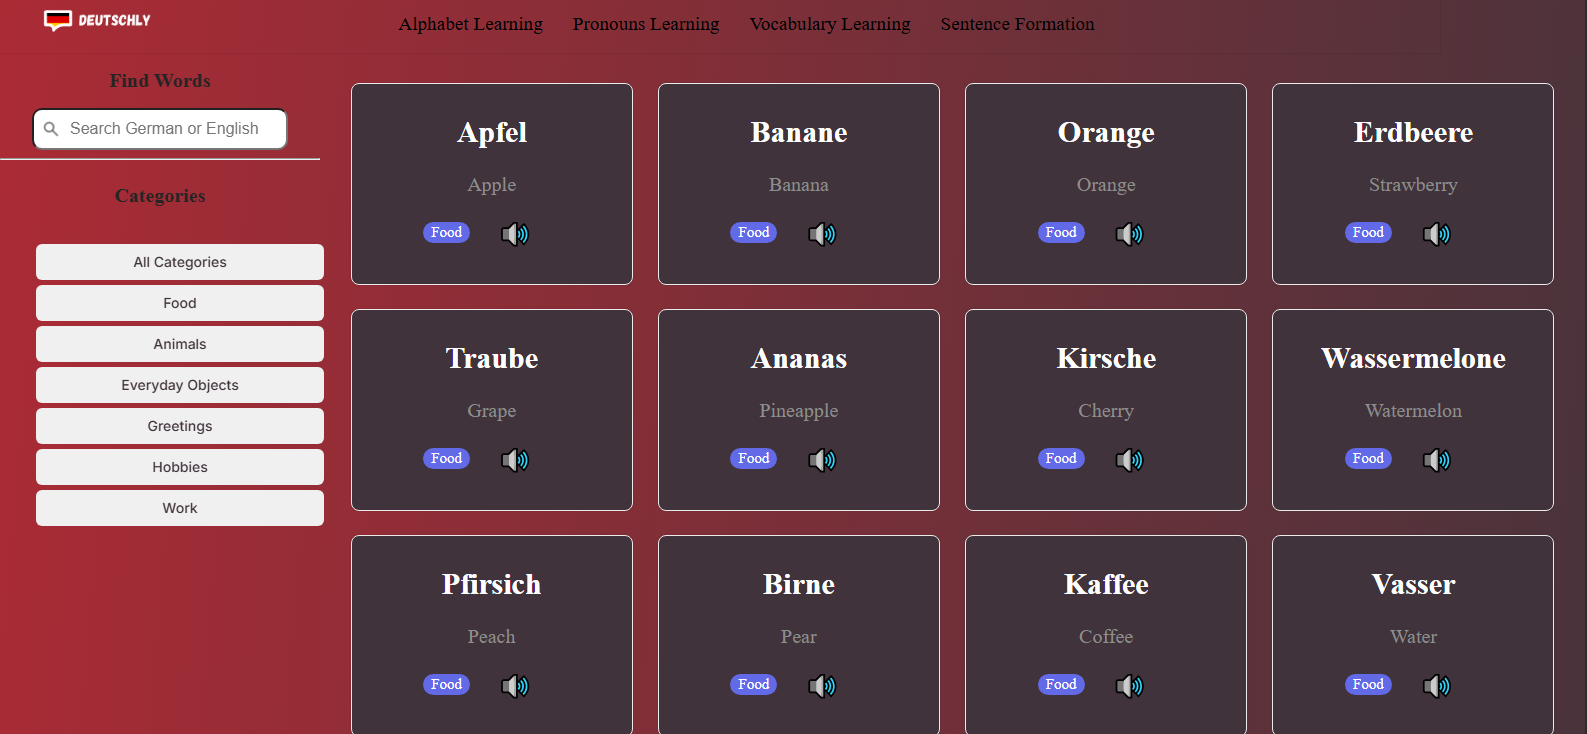 DEUTSCHLY
Alphabet Learning Pronouns Learning Vocabulary Learning Sentence Formation
Find Words
Search German or English
Categories
All Categories
Food
Animals
Everyday Objects
Greetings
Hobbies
Work
Apfel
Apple
Food
Banane
Banana
Food
Orange
Orange
Food
Erdbeere
Strawberry
Food
Traube
Grape
Food
Ananas
Pineapple
Food
Kirsche
Cherry
Food
Wassermelone
Watermelon
Food
Pfirsich
Peach
Food
Birne
Pear
Food
Kaffee
Coffee
Food
Vasser
Water
Food